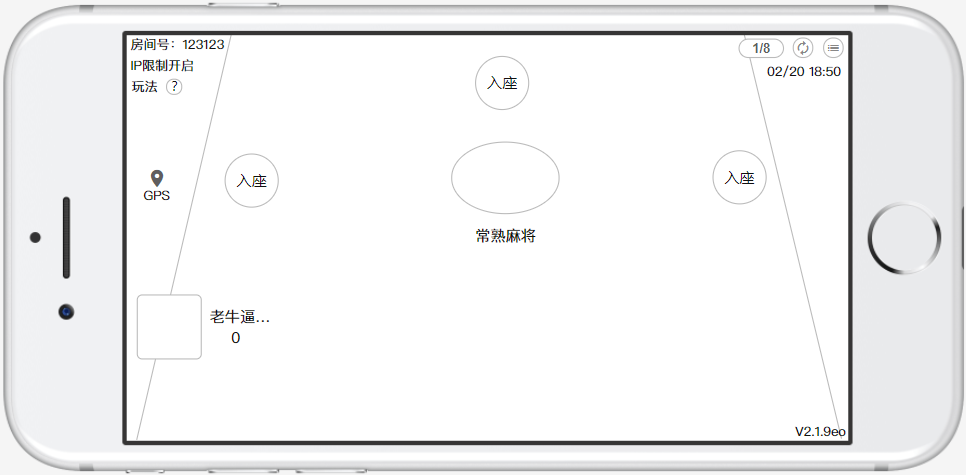 房间号：123123
1/8
IP限制开启
02/20 18:50
玩法 ?
入座
入座
入座
GPS
常熟麻将
老牛逼...
0
V2.1.9eo